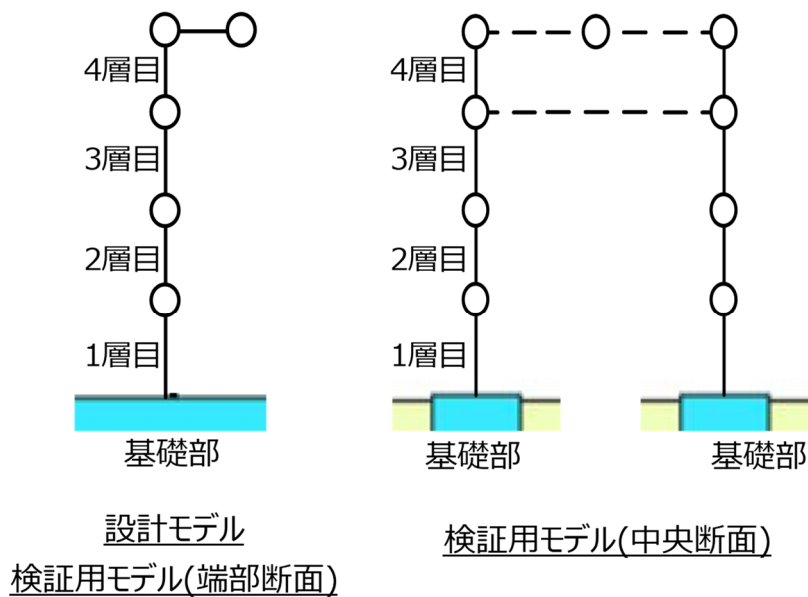 4層目
3層目
2層目
1層目
基礎部
設計モデル
検証用モデル(端部断面)
4層目
3層目
2層目
1層目
基礎部
基礎部
検証用モデル(中央断面)